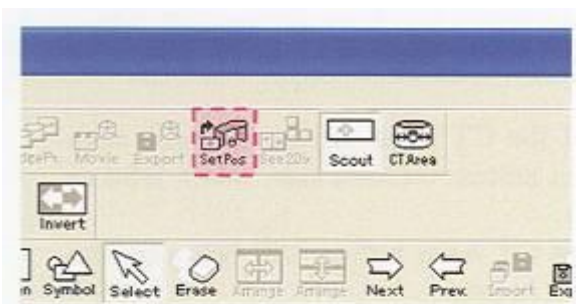 Movie Export SetPos Scout CTArea
Invert
Symbol Select Erase Arrange Arrange Next Prev. Import